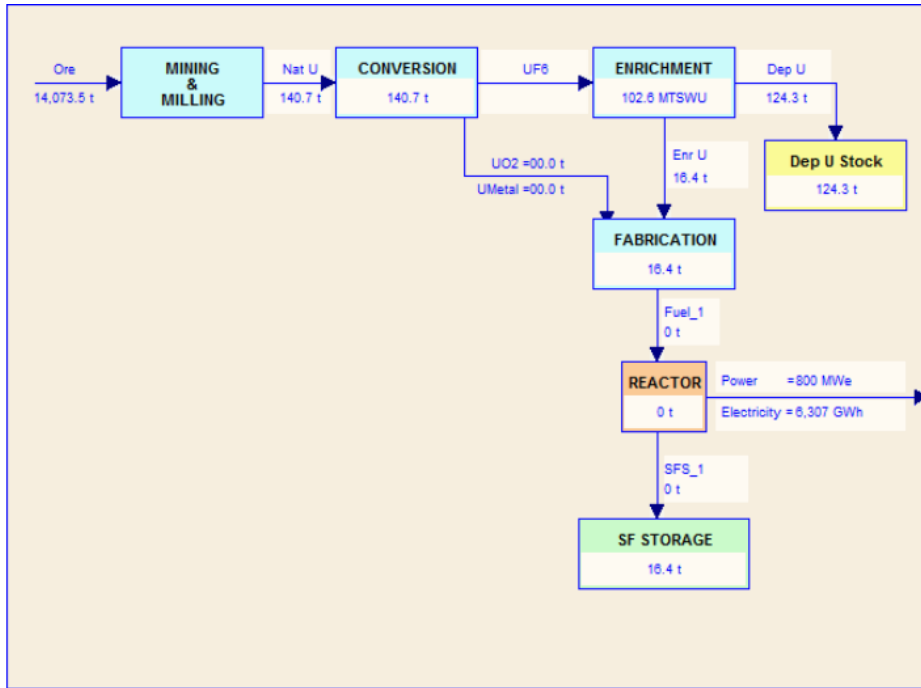 Ore
14,073.5 t
MINING
&
MILLING
Nat U
140.7 t
CONVERSION
140.7 t
UF6
ENRICHMENT
102.6 MTSWU
Dep U
124.3 t
Dep U Stock
124.3 t
UO2 =00.0 t
UMetal =00.0 t
Enr U
16.4 t
FABRICATION
16.4 t
Fuel_1
0 t
REACTOR
0 t
Power =800 MWe
Electricity = 6,307 GWh
SFS_1
0 t
SF STORAGE
16.4 t